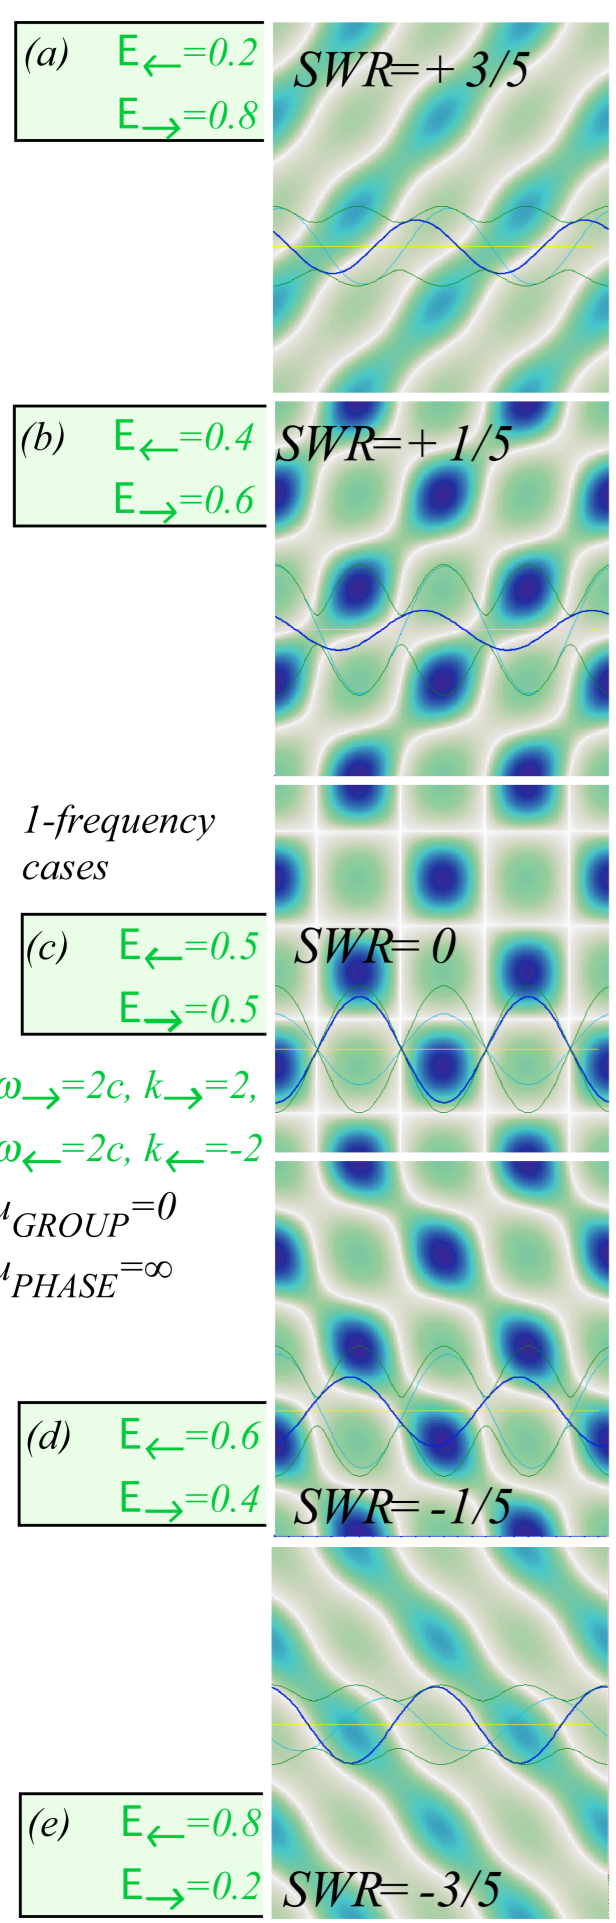 (a) E←=0.2
E→=0.8
SWR=+3/5
(b) E←=0.4
E→=0.6
SWR=+1/5
1-frequency
cases
(c) E←=0.5
E→=0.5
SWR=0
ω→=2c, k→=2,
ω←=2c, k←=-2
u GROUP=0
u PHASE=∞
(d) E←=0.6
E→=0.4
SWR=-1/5
(e) E←=0.8
E→=0.2
SWR=-3/5